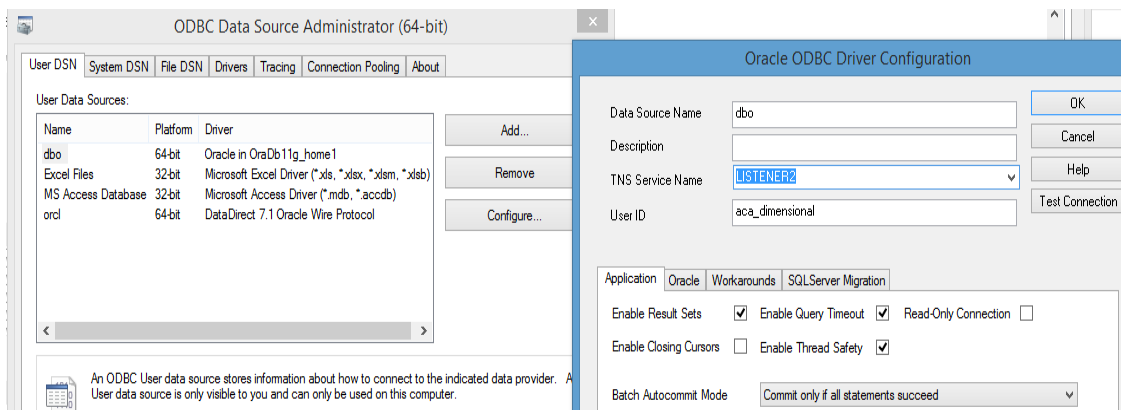 ODBC Data Source Administrator (64-bit)
User DSN System DSN File DSN Drivers Tracing Connection Pooling About
User Data Sources:
Name Platform Driver
dbo 64-bit Oracle in OraDb11g_home1
Excel Files 32-bit Microsoft Excel Driver (*.xls, *.xlsx, *.xlsm, *.xlsb)
MS Access Database 32-bit Microsoft Access Driver (*.mdb, *.accdb)
orcl 64-bit DataDirect 7.1 Oracle Wire Protocol
Add...
Remove
Configure...
An ODBC User data source stores information about how to connect to the indicated data provider. A
User data source is only visible to you and can only be used on this computer.
Oracle ODBC Driver Configuration
Data Source Name dbo
Description
TNS Service Name LISTENER2
User ID aca_dimensional
OK
Cancel
Help
Test Connection
Application Oracle Workarounds SQLServer Migration
Enable Result Sets Enable Query Timeout Read-Only Connection
Enable Closing Cursors Enable Thread Safety
Batch Autocommit Mode Commit only if all statements succeed